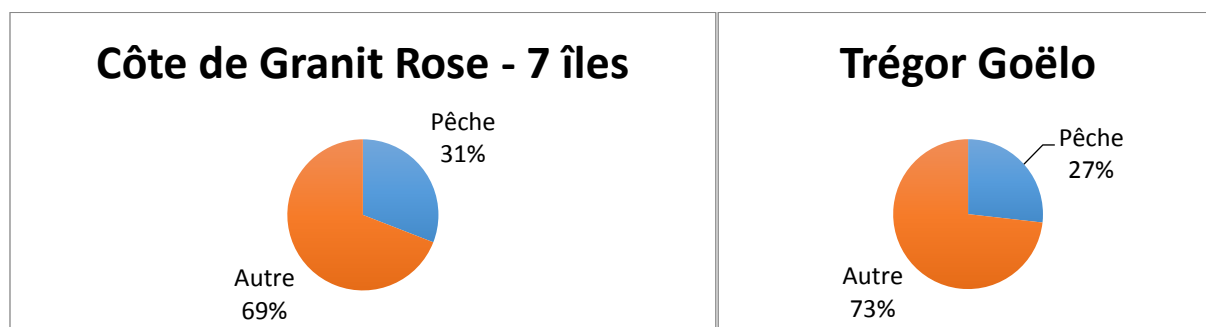 Côte de Granit Rose - 7 îles
Pêche
31%
Autre
69%
Trégor Goëlo
Pêche
27%
Autre
73%